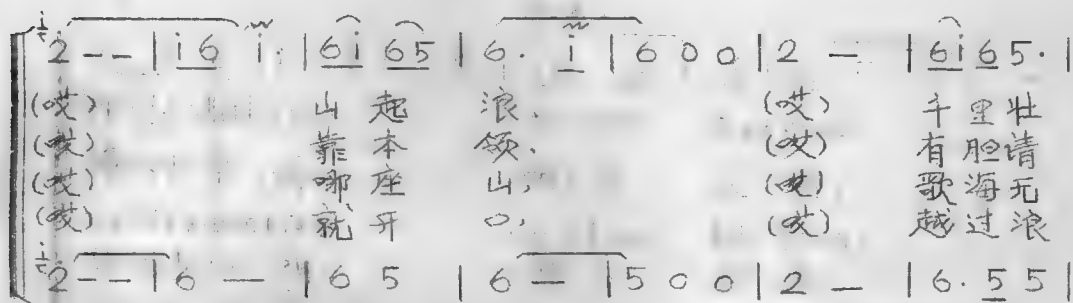 2 - - | i 6 i. | 6i 65 | 6. i | 6 0 0 | 2 - | 6i 65. |
(哎) 山起 浪, (哎) 千里壮
(哎) 靠本 领, (哎) 有胆请
(哎) 哪座 山, (哎) 歌海无
(哎) 就开 口, (哎) 越过浪
2 - - | 6 - | 6 5 | 6 - | 5 0 0 | 2 - | 6. 5 5 |